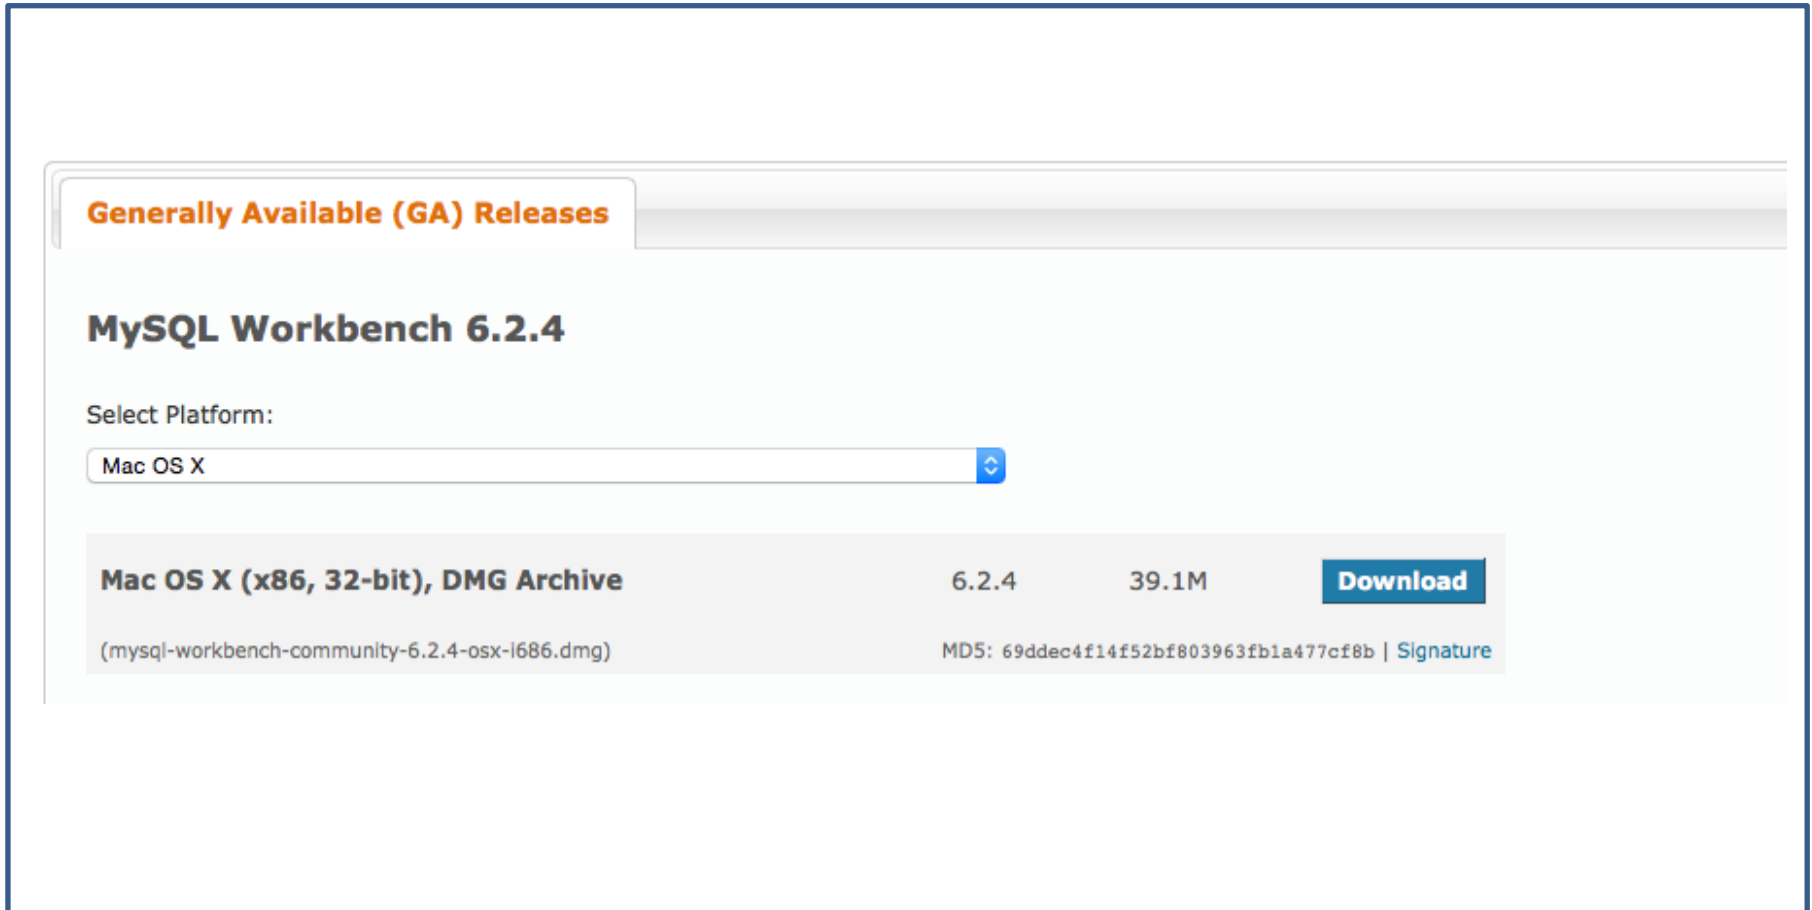 Generally Available (GA) Releases
MySQL Workbench 6.2.4
Select Platform:
Mac OS X
Mac OS X (x86, 32-bit), DMG Archive 6.2.4 39.1M Download
(mysql-workbench-community-6.2.4-osx-i686.dmg) MD5: 69ddec4f14f52bf803963fb1a477cf8b | Signature